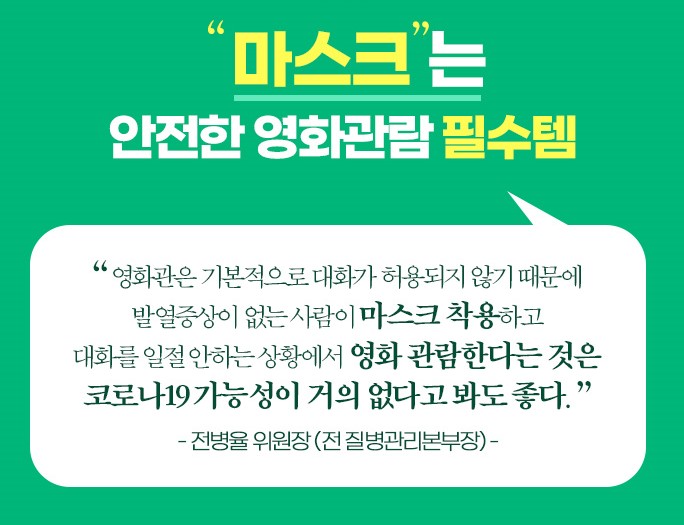 “마스크”는
안전한 영화관람 필수템
“영화관은 기본적으로 대화가 허용되지 않기 때문에
발열증상이 없는 사람이 마스크 착용하고
대화를 일절 안하는 상황에서 영화 관람한다는 것은
코로나19 가능성이 거의 없다고 봐도 좋다.”
- 전병율 위원장 (전 질병관리본부장) -